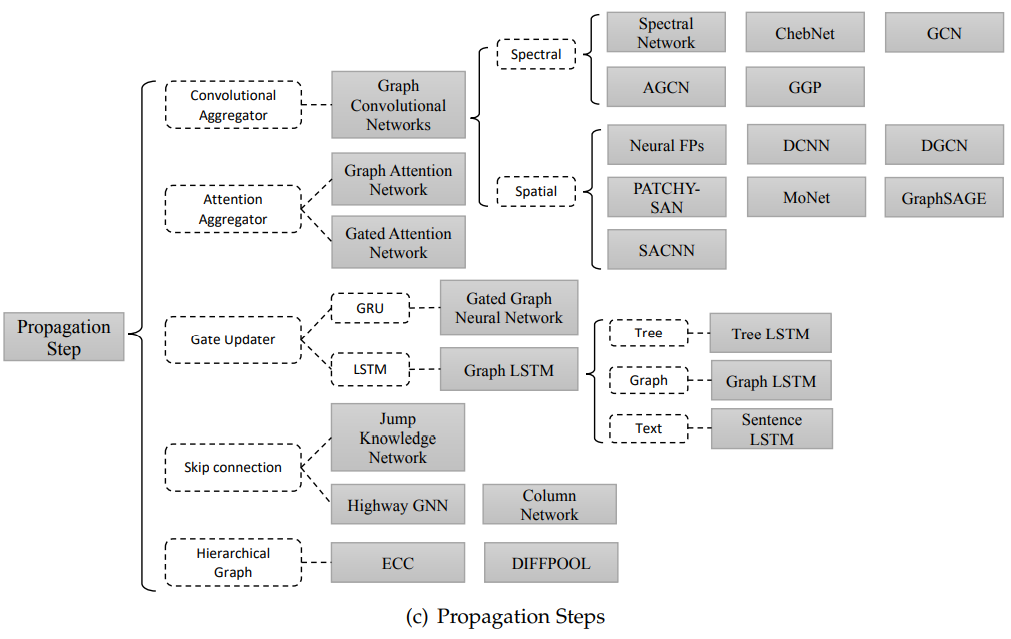 Propagation
Step
Convolutional
Aggregator
Graph
Convolutional
Networks
Spectral
Spectral
Network
ChebNet
GCN
AGCN
GGP
Spatial
Neural FPs
DCNN
DGCN
PATCHY-
SAN
MoNet
GraphSAGE
SACNN
Attention
Aggregator
Graph Attention
Network
Gated Attention
Network
Gate Updater
GRU
Gated Graph
Neural Network
LSTM
Graph LSTM
Tree
Tree LSTM
Graph
Graph LSTM
Text
Sentence
LSTM
Skip connection
Jump
Knowledge
Network
Highway GNN
Column
Network
Hierarchical
Graph
ECC
DIFFPOOL
(c) Propagation Steps